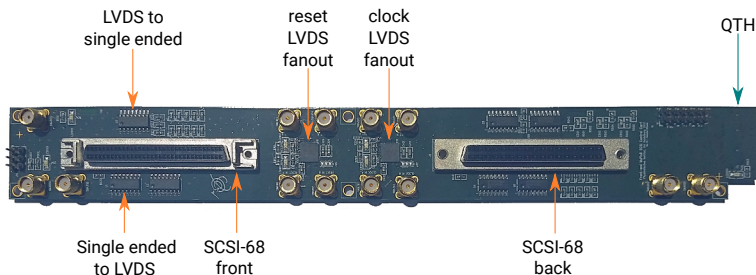 LVDS to
single ended
reset
LVDS
fanout
clock
LVDS
fanout
QTH
Single ended
to LVDS
SCSI-68
front
SCSI-68
back